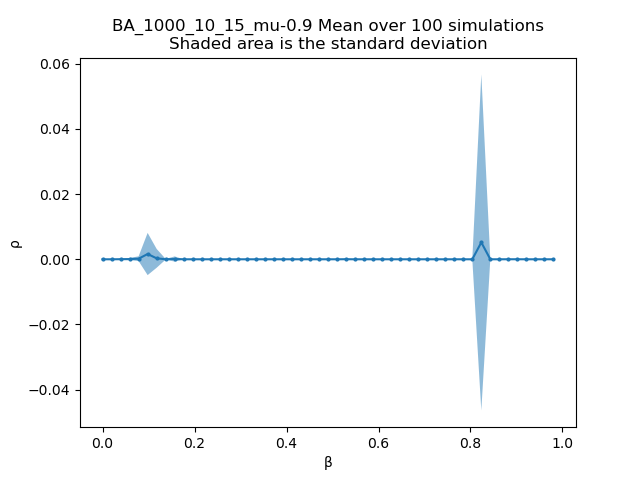 BA_1000_10_15_mu-0.9 Mean over 100 simulations
Shaded area is the standard deviation
0.06
0.04
0.02
0.00
−0.02
−0.04
ρ
0.0 0.2 0.4 0.6 0.8 1.0
β